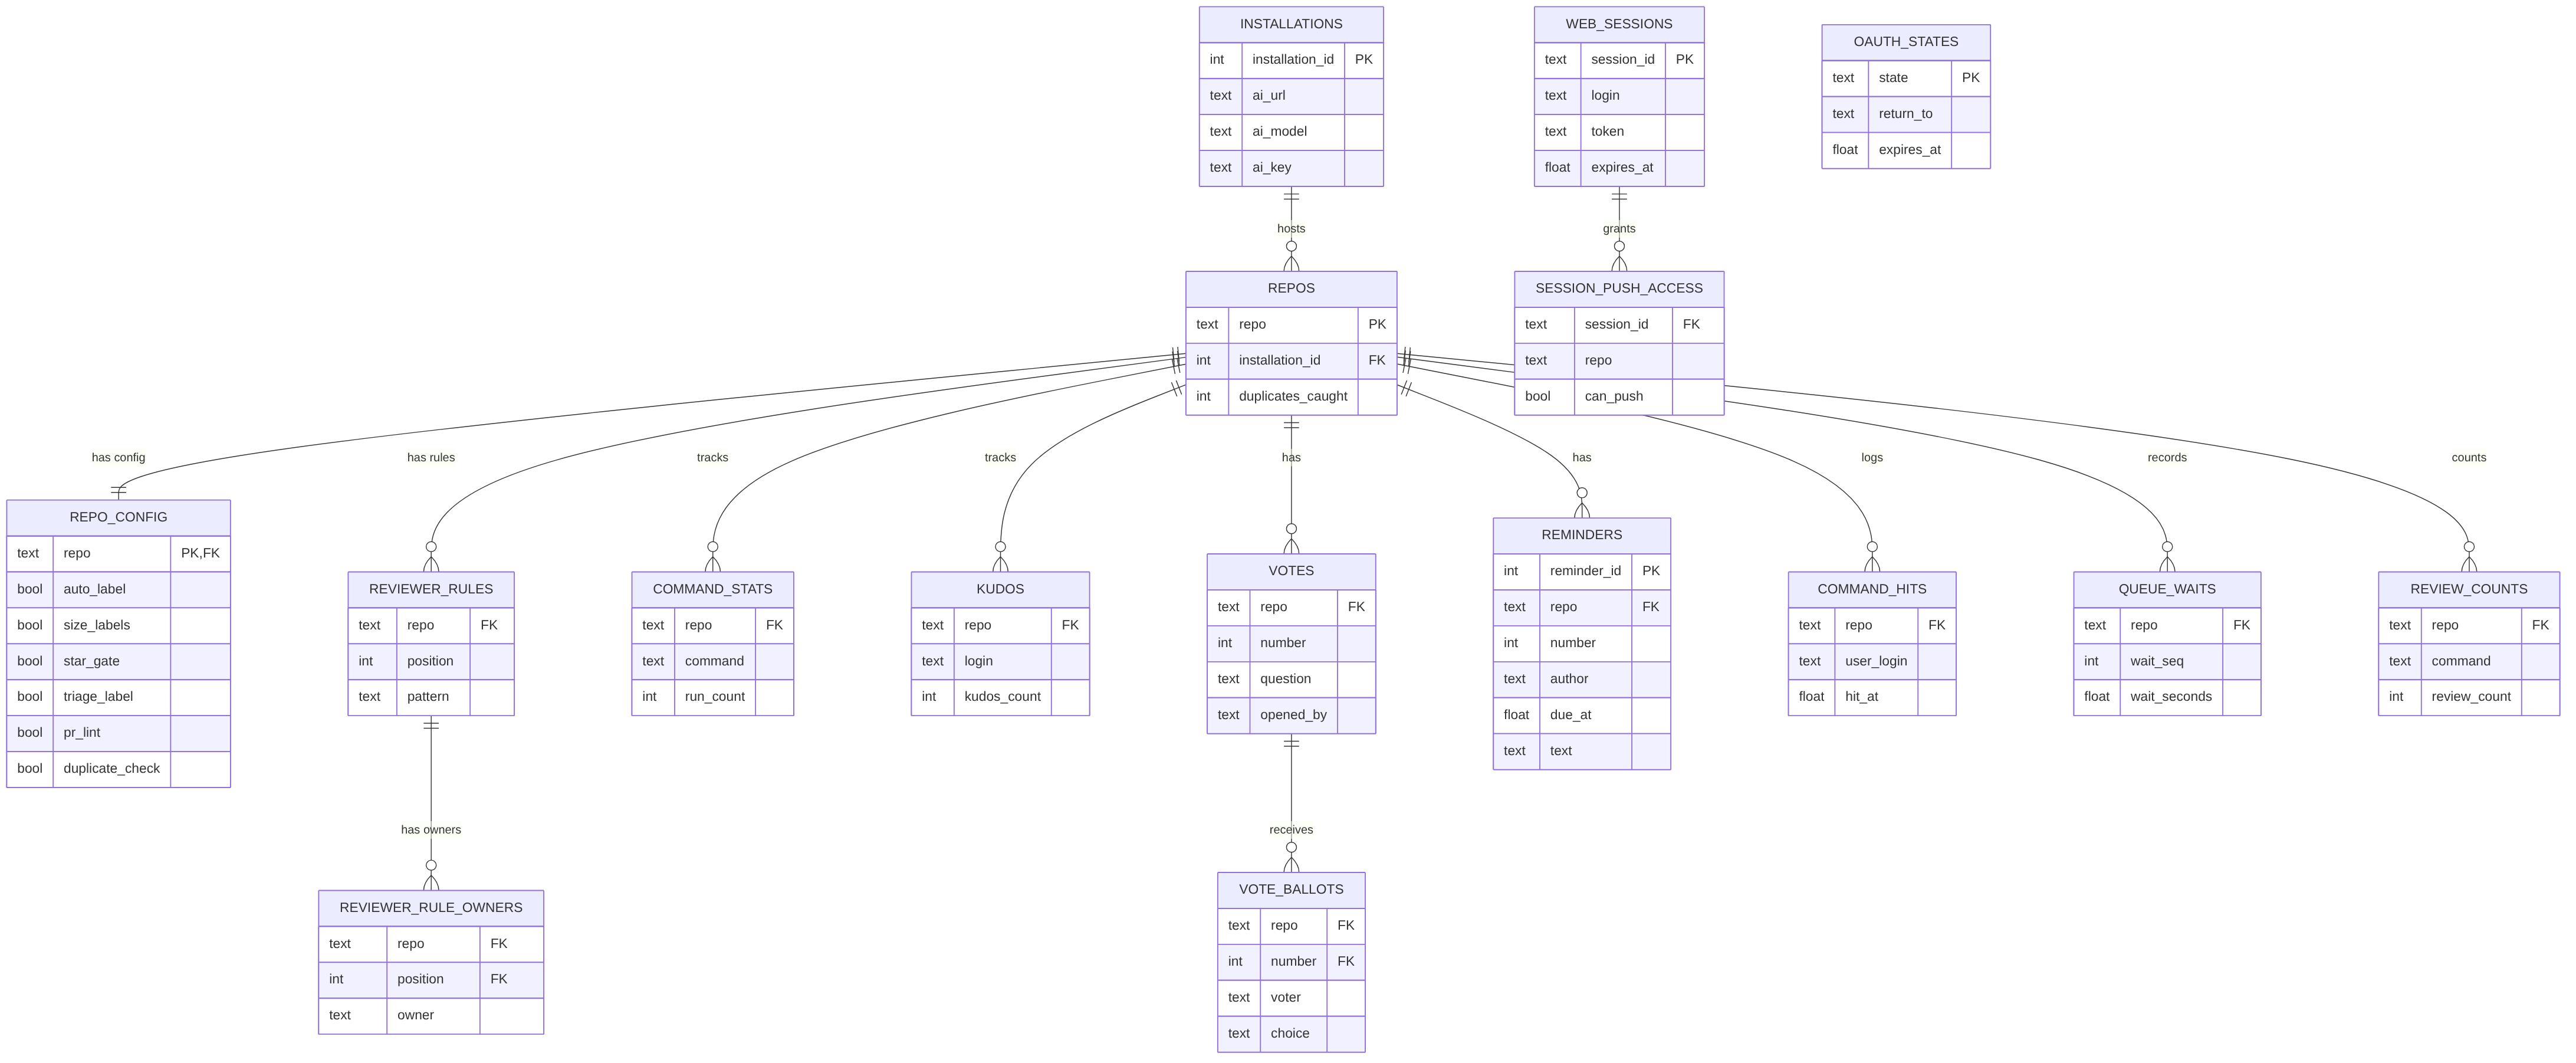 INSTALLATIONS
int installation_id PK
text ai_url
text ai_model
text ai_key
WEB_SESSIONS
text session_id PK
text login
text token
float expires_at
OAUTH_STATES
text state PK
text return_to
float expires_at
hosts
grants
REPOS
text repo PK
int installation_id FK
int duplicates_caught
SESSION_PUSH_ACCESS
text session_id FK
text repo
bool can_push
has config
has rules
tracks
tracks
has
has
logs
records
counts
REPO_CONFIG
text repo PK,FK
bool auto_label
bool size_labels
bool star_gate
bool triage_label
bool pr_lint
bool duplicate_check
REVIEWER_RULES
text repo FK
int position
text pattern
COMMAND_STATS
text repo FK
text command
int run_count
KUDOS
text repo FK
text login
int kudos_count
VOTES
text repo FK
int number
text question
text opened_by
REMINDERS
int reminder_id PK
text repo FK
int number
text author
float due_at
text text
COMMAND_HITS
text repo FK
text user_login
float hit_at
QUEUE_WAITS
text repo FK
int wait_seq
float wait_seconds
REVIEW_COUNTS
text repo FK
text command
int review_count
has owners
receives
REVIEWER_RULE_OWNERS
text repo FK
int position FK
text owner
VOTE_BALLOTS
text repo FK
int number FK
text voter
text choice